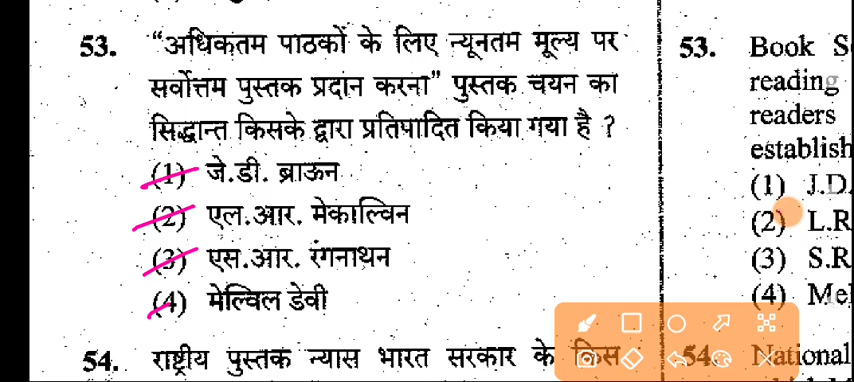 53. "अधिकतम पाठकों के लिए न्यूनतम मूल्य पर
सर्वोत्तम पुस्तक प्रदान करना" पुस्तक चयन का
सिद्धान्त किसके द्वारा प्रतिपादित किया गया है ?
(1) जे.डी. ब्राऊन
(2) एल.आर. मेकाल्विन
(3) एस.आर. रंगनाथन
(4) मेल्विल डेवी
54. राष्ट्रीय पुस्तक न्यास भारत सरकार के किस
53. Book S
reading
readers
establish
(1) J.D.
(2) L.R
(3) S.R
(4) Mel
54. National